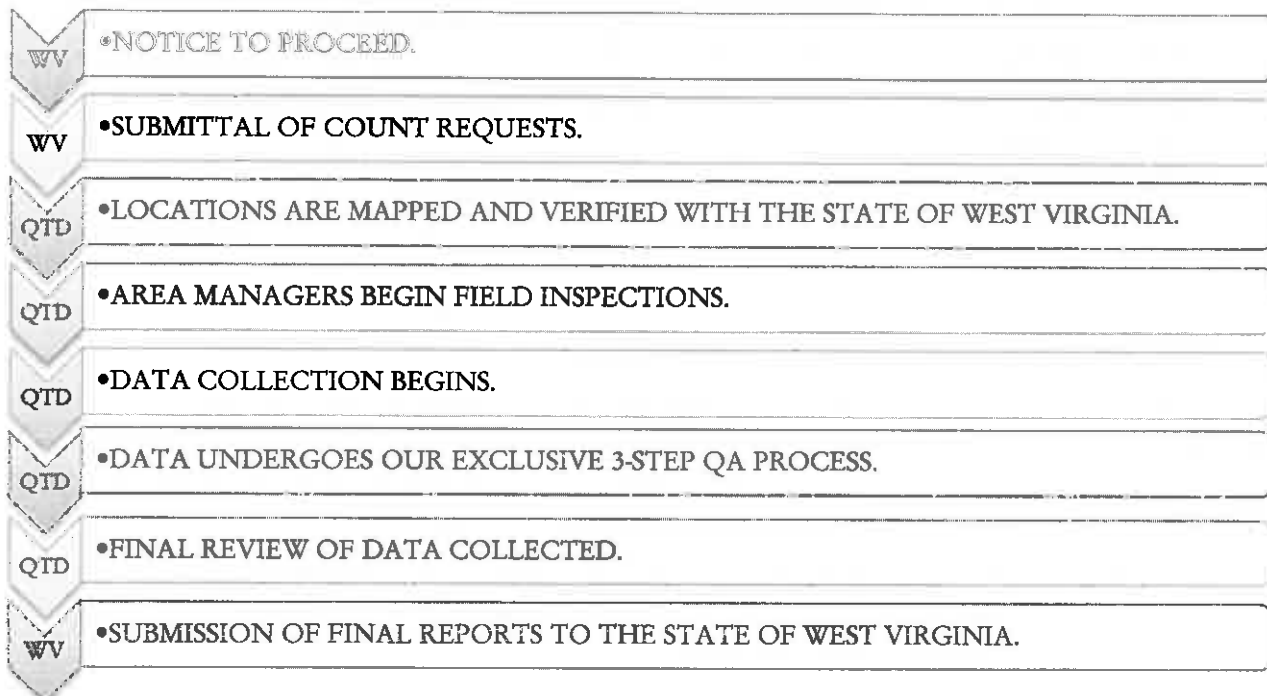 WV •NOTICE TO PROCEED.
WV •SUBMITTAL OF COUNT REQUESTS.
QTD •LOCATIONS ARE MAPPED AND VERIFIED WITH THE STATE OF WEST VIRGINIA.
QTD •AREA MANAGERS BEGIN FIELD INSPECTIONS.
QTD •DATA COLLECTION BEGINS.
QTD •DATA UNDERGOES OUR EXCLUSIVE 3-STEP QA PROCESS.
QTD •FINAL REVIEW OF DATA COLLECTED.
WV •SUBMISSION OF FINAL REPORTS TO THE STATE OF WEST VIRGINIA.